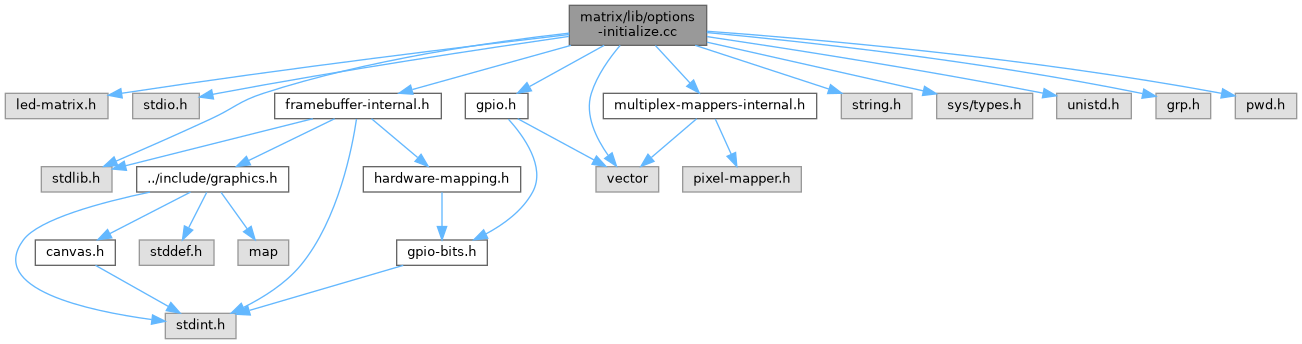 matrix/lib/options
-initialize.cc
led-matrix.h
stdio.h
framebuffer-internal.h
gpio.h
multiplex-mappers-internal.h
string.h
sys/types.h
unistd.h
grp.h
pwd.h
stdlib.h
../include/graphics.h
hardware-mapping.h
vector
pixel-mapper.h
canvas.h
stddef.h
map
gpio-bits.h
stdint.h